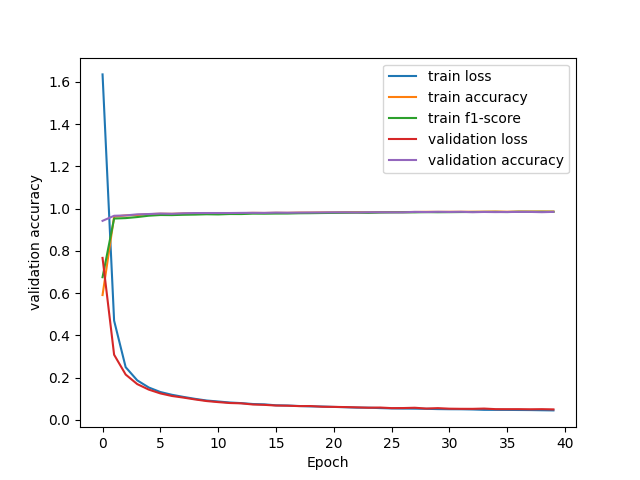 1.6
1.4
1.2
1.0
0.8
0.6
0.4
0.2
0.0
validation accuracy
train loss
train accuracy
train f1-score
validation loss
validation accuracy
0 5 10 15 20 25 30 35 40
Epoch